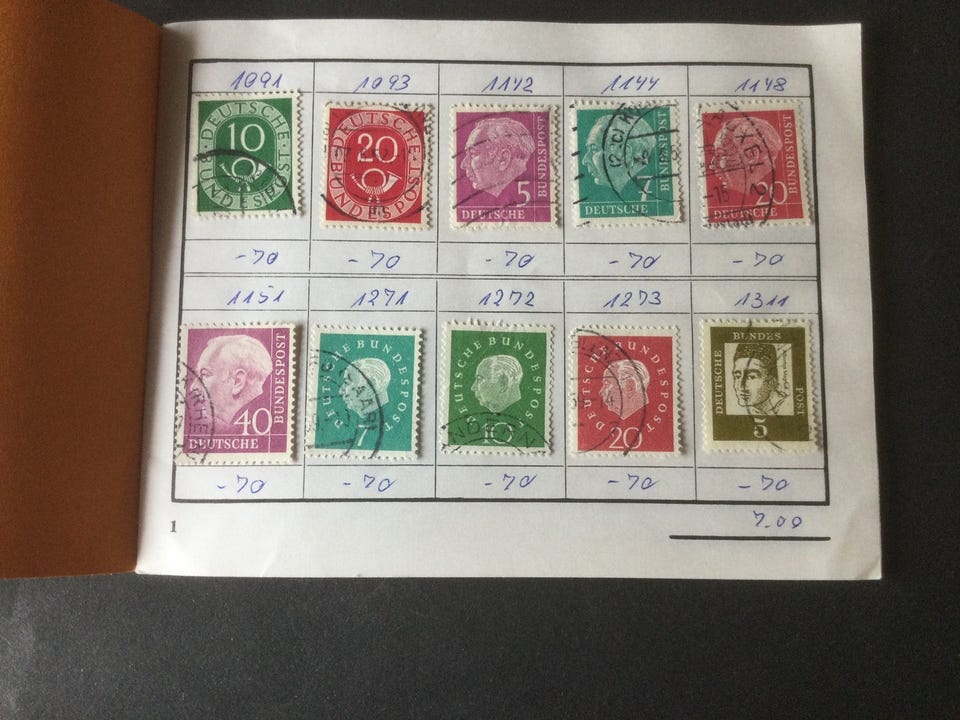 1091 1093 1142 1144 1148
10 DEUTSCHE BUNDESPOST
20 DEUTSCHE BUNDESPOST
5 DEUTSCHE BUNDESPOST
7 DEUTSCHE BUNDESPOST
20 DEUTSCHE BUNDESPOST
-70 -70 -70 -70 -70
1151 1271 1272 1273 1311
40 DEUTSCHE BUNDESPOST
DEUTSCHE BUNDESPOST 7
DEUTSCHE BUNDESPOST 10
DEUTSCHE BUNDESPOST 20
DEUTSCHE BUNDES POST 5
-70 -70 -70 -70 -70
7.00
1